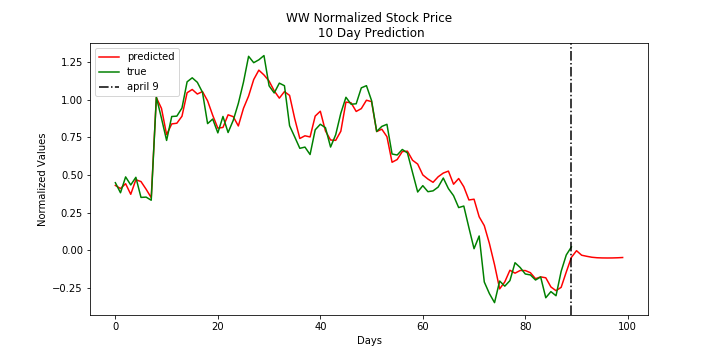 WW Normalized Stock Price
10 Day Prediction
predicted
true
april 9
Normalized Values
1.25
1.00
0.75
0.50
0.25
0.00
−0.25
0
20
40
60
80
100
Days